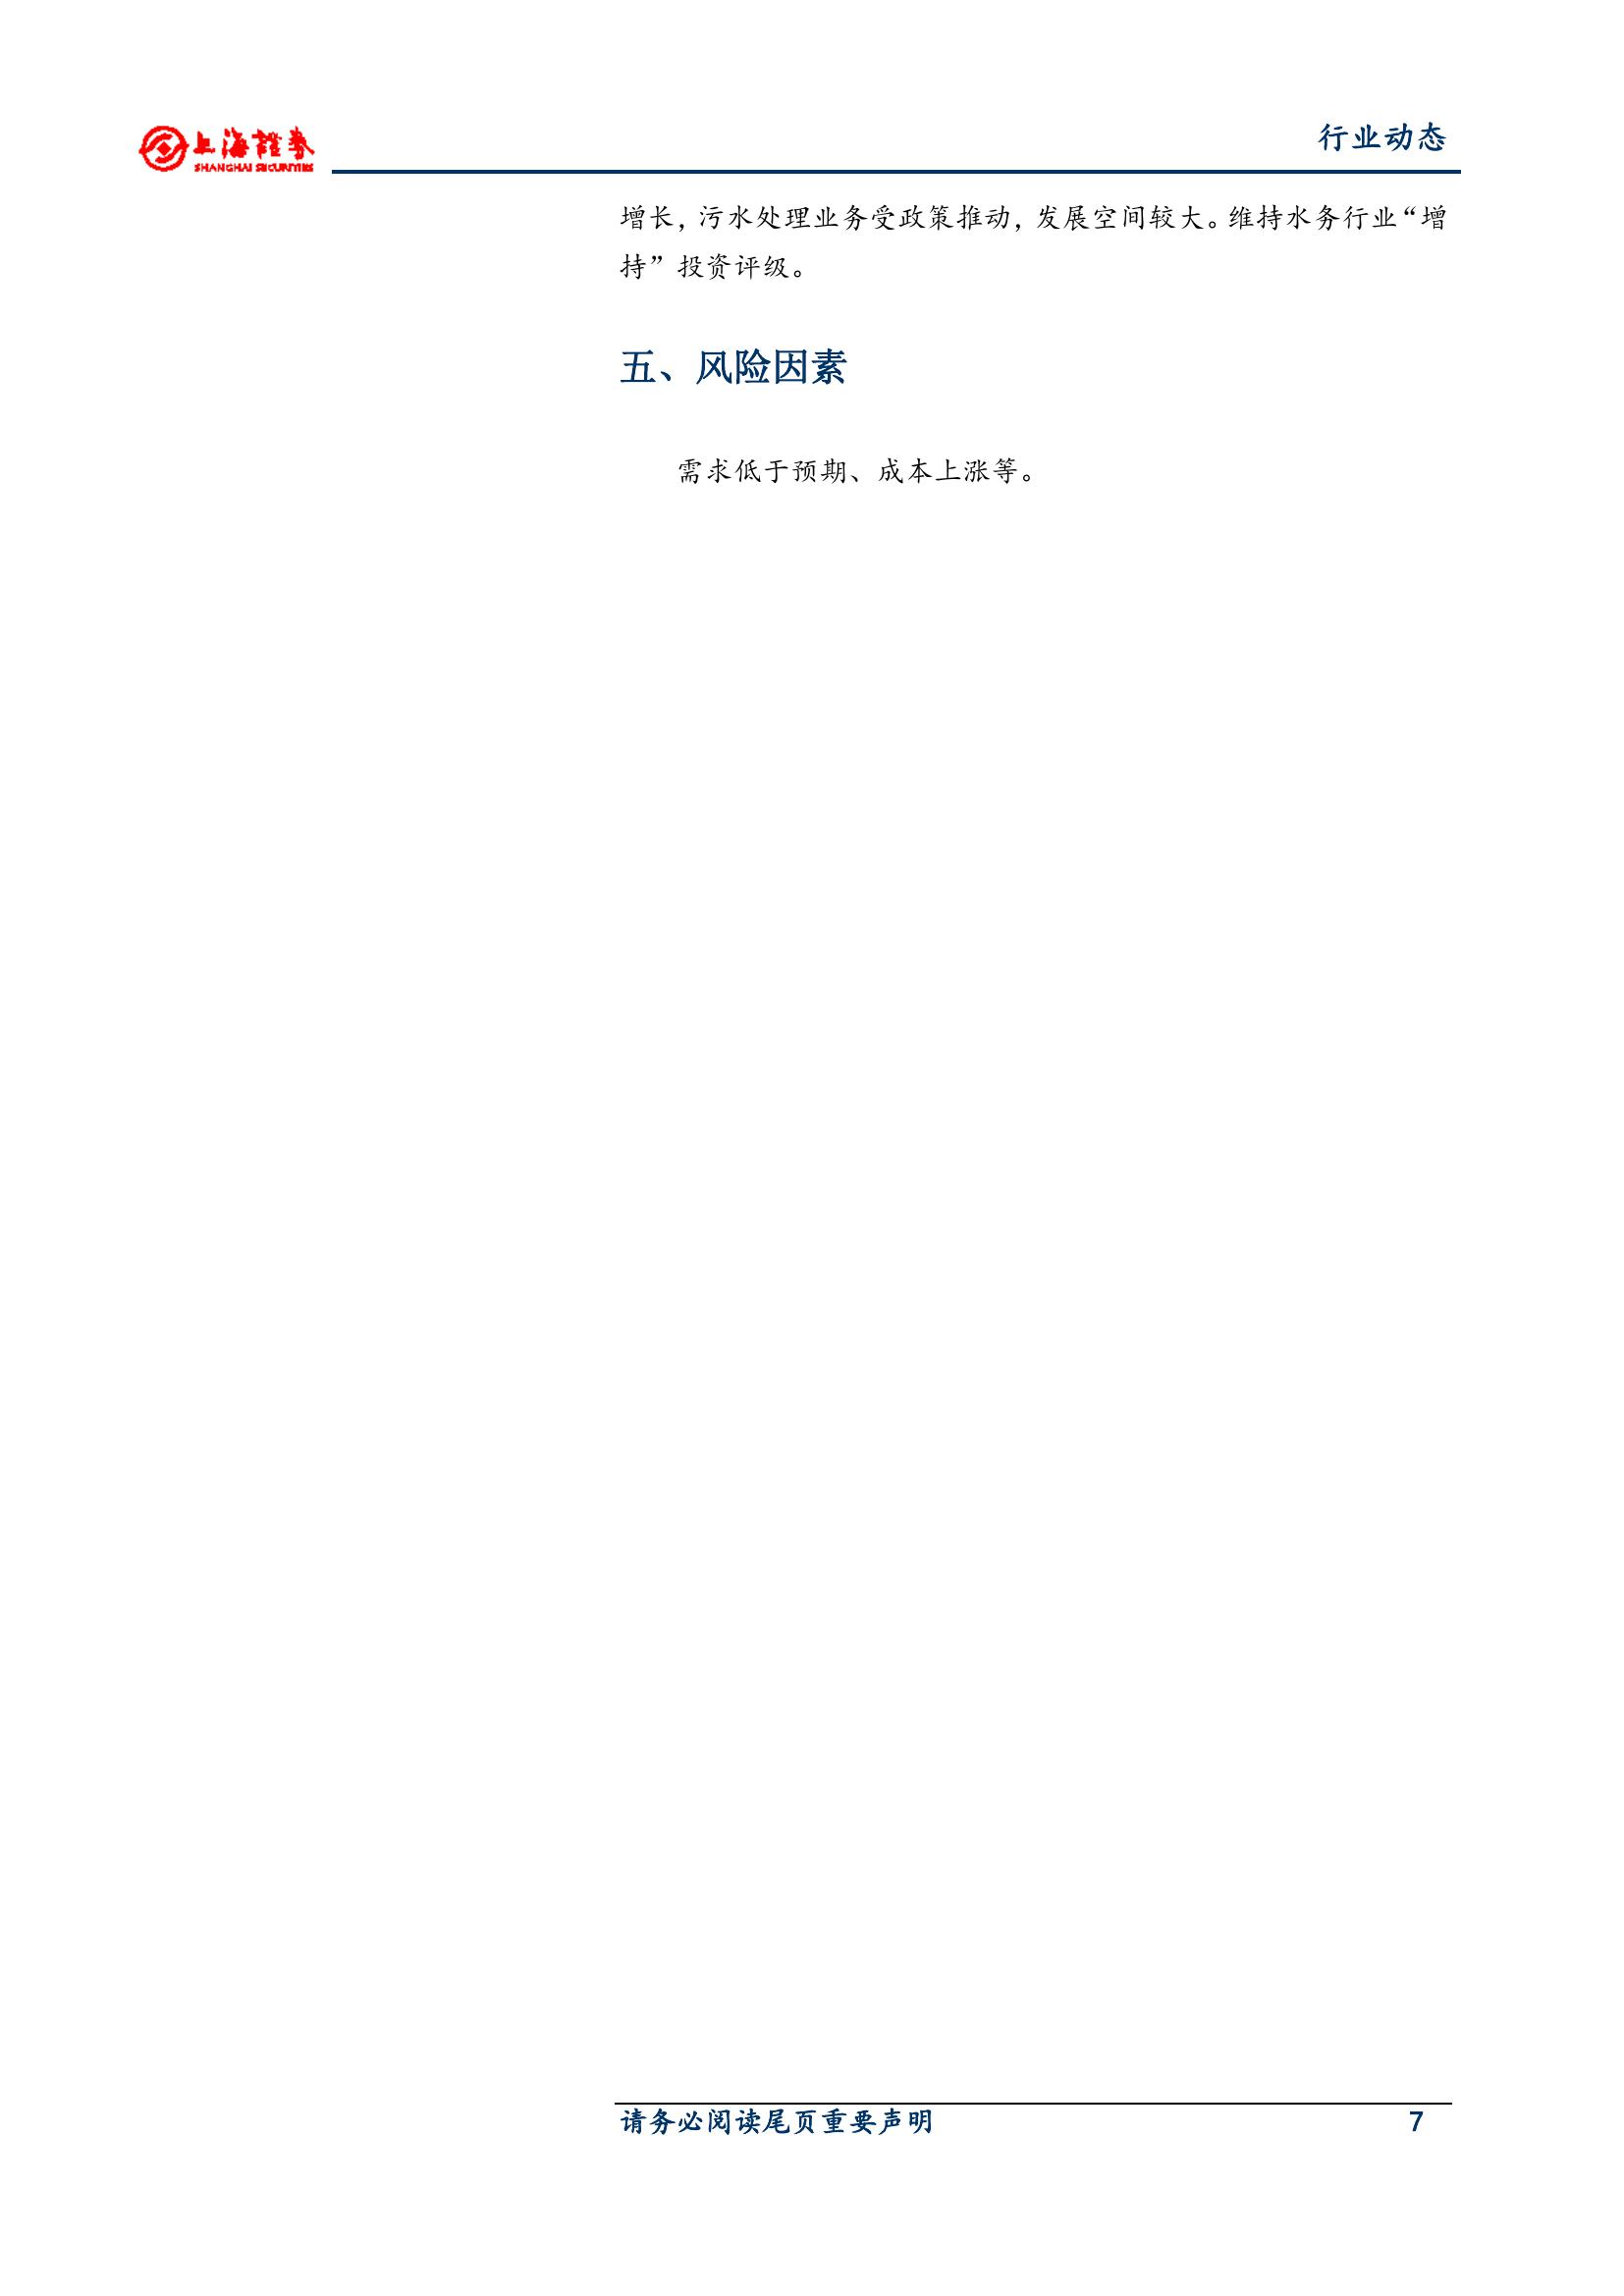 上海證券
SHANGHAI SECURITIES
行业动态
增长，污水处理业务受政策推动，发展空间较大。维持水务行业“增
持”投资评级。
五、风险因素
需求低于预期、成本上涨等。
请务必阅读尾页重要声明
7